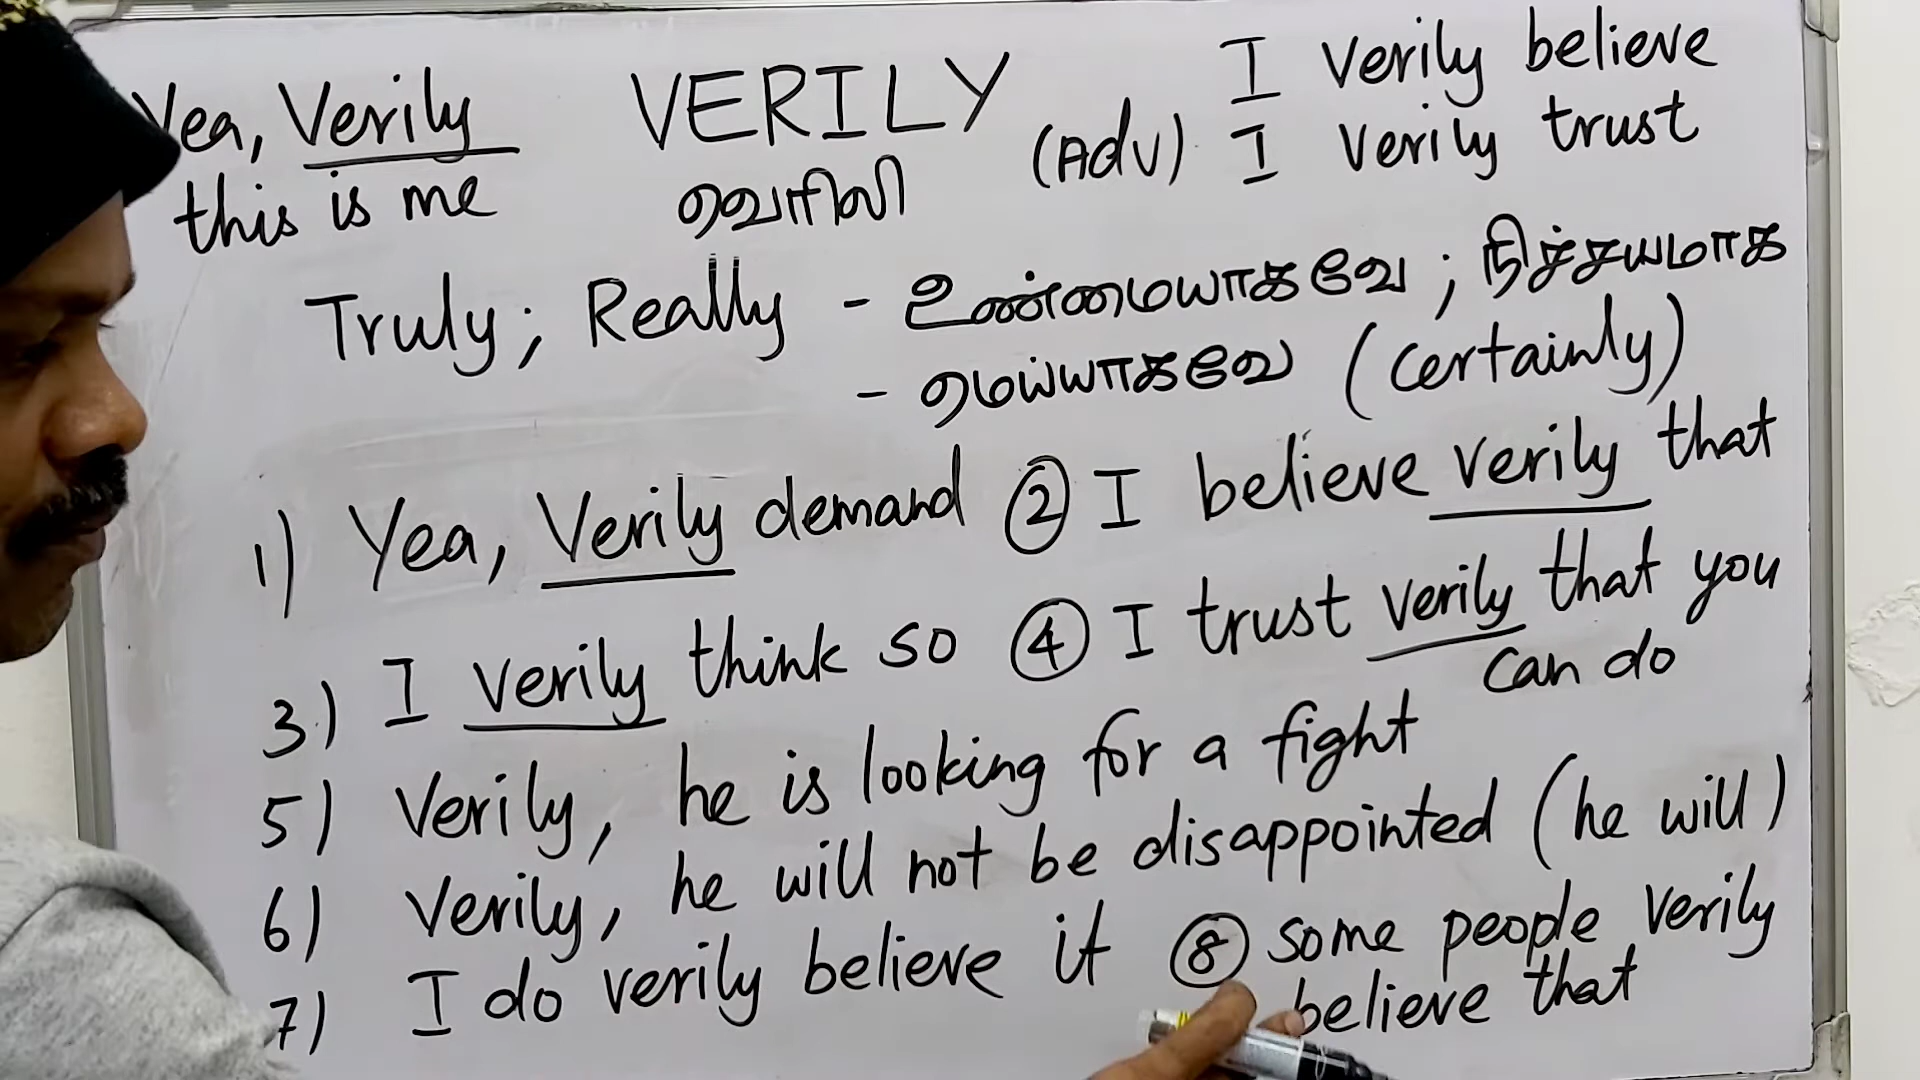 Yea, Verily
this is me
VERILY
வெரிலி
(Adv)
I verily believe
I verily trust
Truly; Really - உண்மையாகவே ; நிச்சயமாக
- மெய்யாகவே (certainly)
1) Yea, Verily demand ② I believe verily that
3) I verily think so ④ I trust verily that you
can do
5) Verily, he is looking for a fight
6) Verily, he will not be disappointed (he will)
7) I do verily believe it ⑧ some people verily
believe that